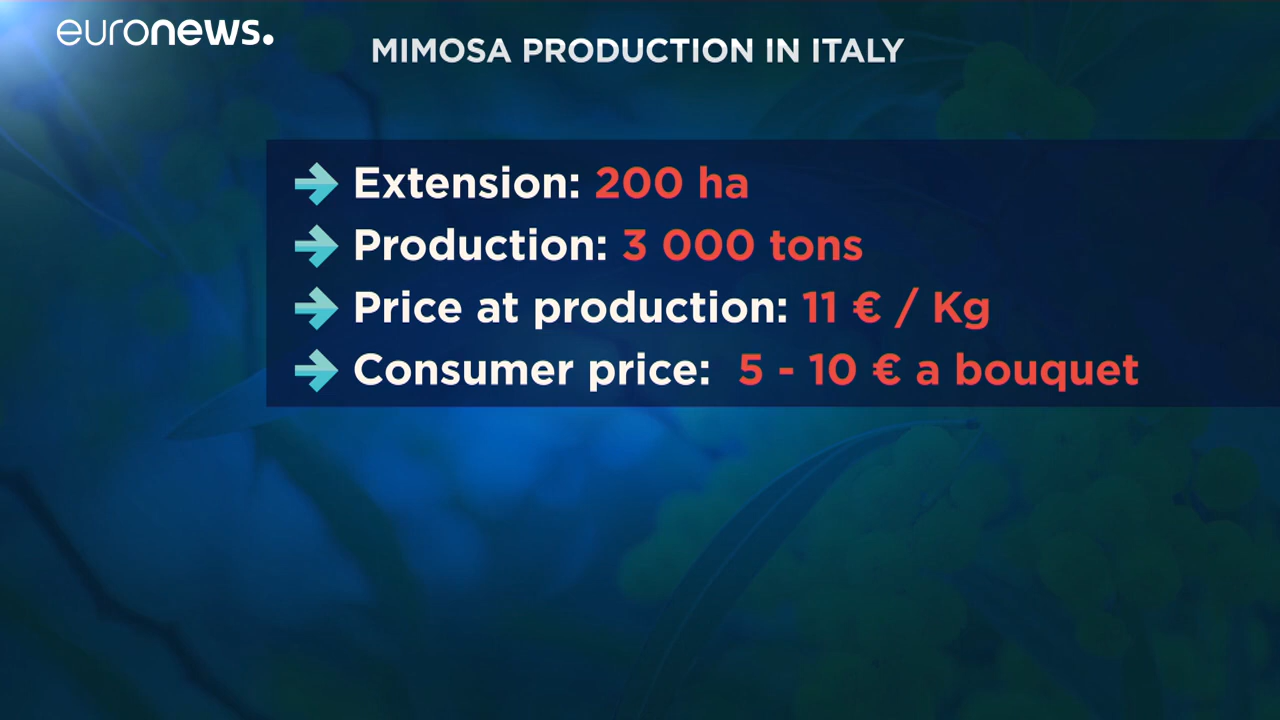 euronews.
MIMOSA PRODUCTION IN ITALY
Extension: 200 ha
Production: 3 000 tons
Price at production: 11 € / Kg
Consumer price: 5 - 10 € a bouquet